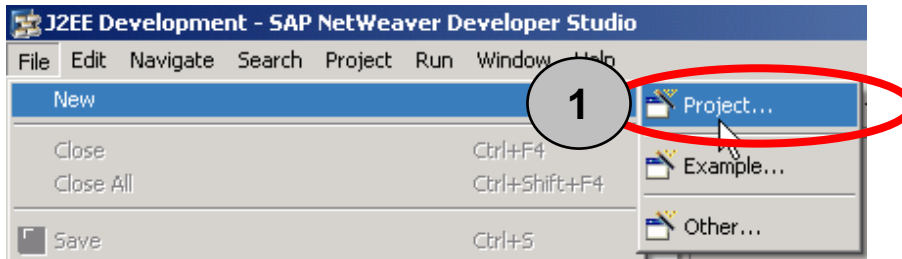 J2EE Development - SAP NetWeaver Developer Studio
File Edit Navigate Search Project Run Window Help
New
1
Project...
Close Ctrl+F4
Example...
Close All Ctrl+Shift+F4
Other...
Save Ctrl+S